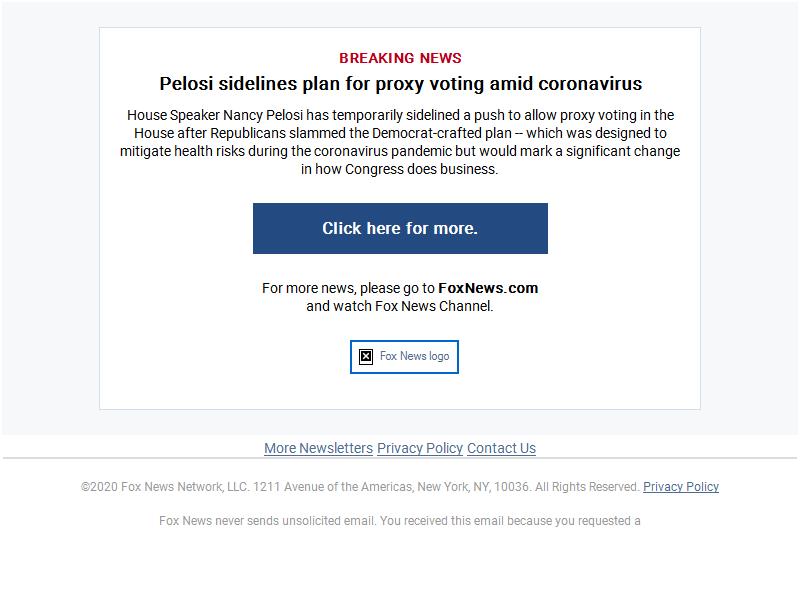 BREAKING NEWS
Pelosi sidelines plan for proxy voting amid coronavirus
House Speaker Nancy Pelosi has temporarily sidelined a push to allow proxy voting in the
House after Republicans slammed the Democrat-crafted plan -- which was designed to
mitigate health risks during the coronavirus pandemic but would mark a significant change
in how Congress does business.
Click here for more.
For more news, please go to FoxNews.com
and watch Fox News Channel.
Fox News logo
More Newsletters Privacy Policy Contact Us
©2020 Fox News Network, LLC. 1211 Avenue of the Americas, New York, NY, 10036. All Rights Reserved. Privacy Policy
Fox News never sends unsolicited email. You received this email because you requested a